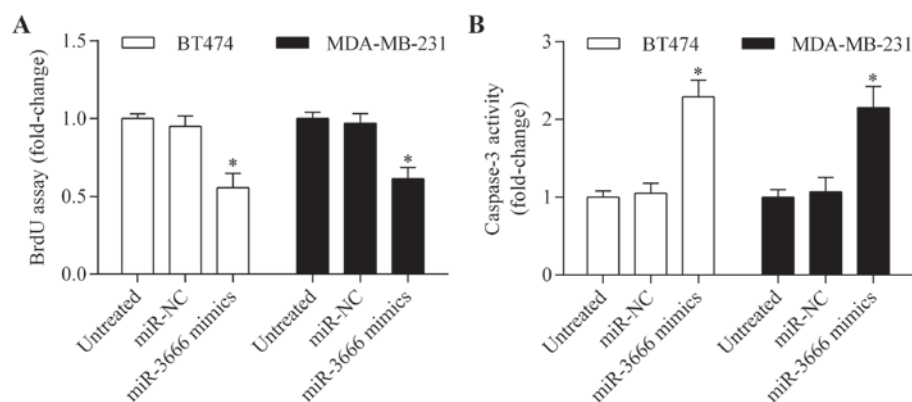 A
BrdU assay (fold-change)
1.5
1.0
0.5
0.0
BT474
MDA-MB-231
*
*
Untreated
miR-NC
miR-3666 mimics
Untreated
miR-NC
miR-3666 mimics
B
Caspase-3 activity
(fold-change)
3
2
1
0
BT474
MDA-MB-231
*
*
Untreated
miR-NC
miR-3666 mimics
Untreated
miR-NC
miR-3666 mimics